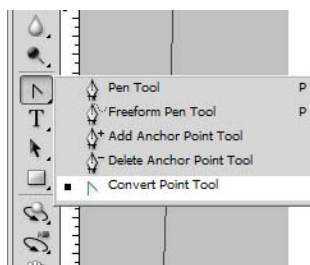 Pen Tool P
Freeform Pen Tool P
Add Anchor Point Tool
Delete Anchor Point Tool
T
Convert Point Tool